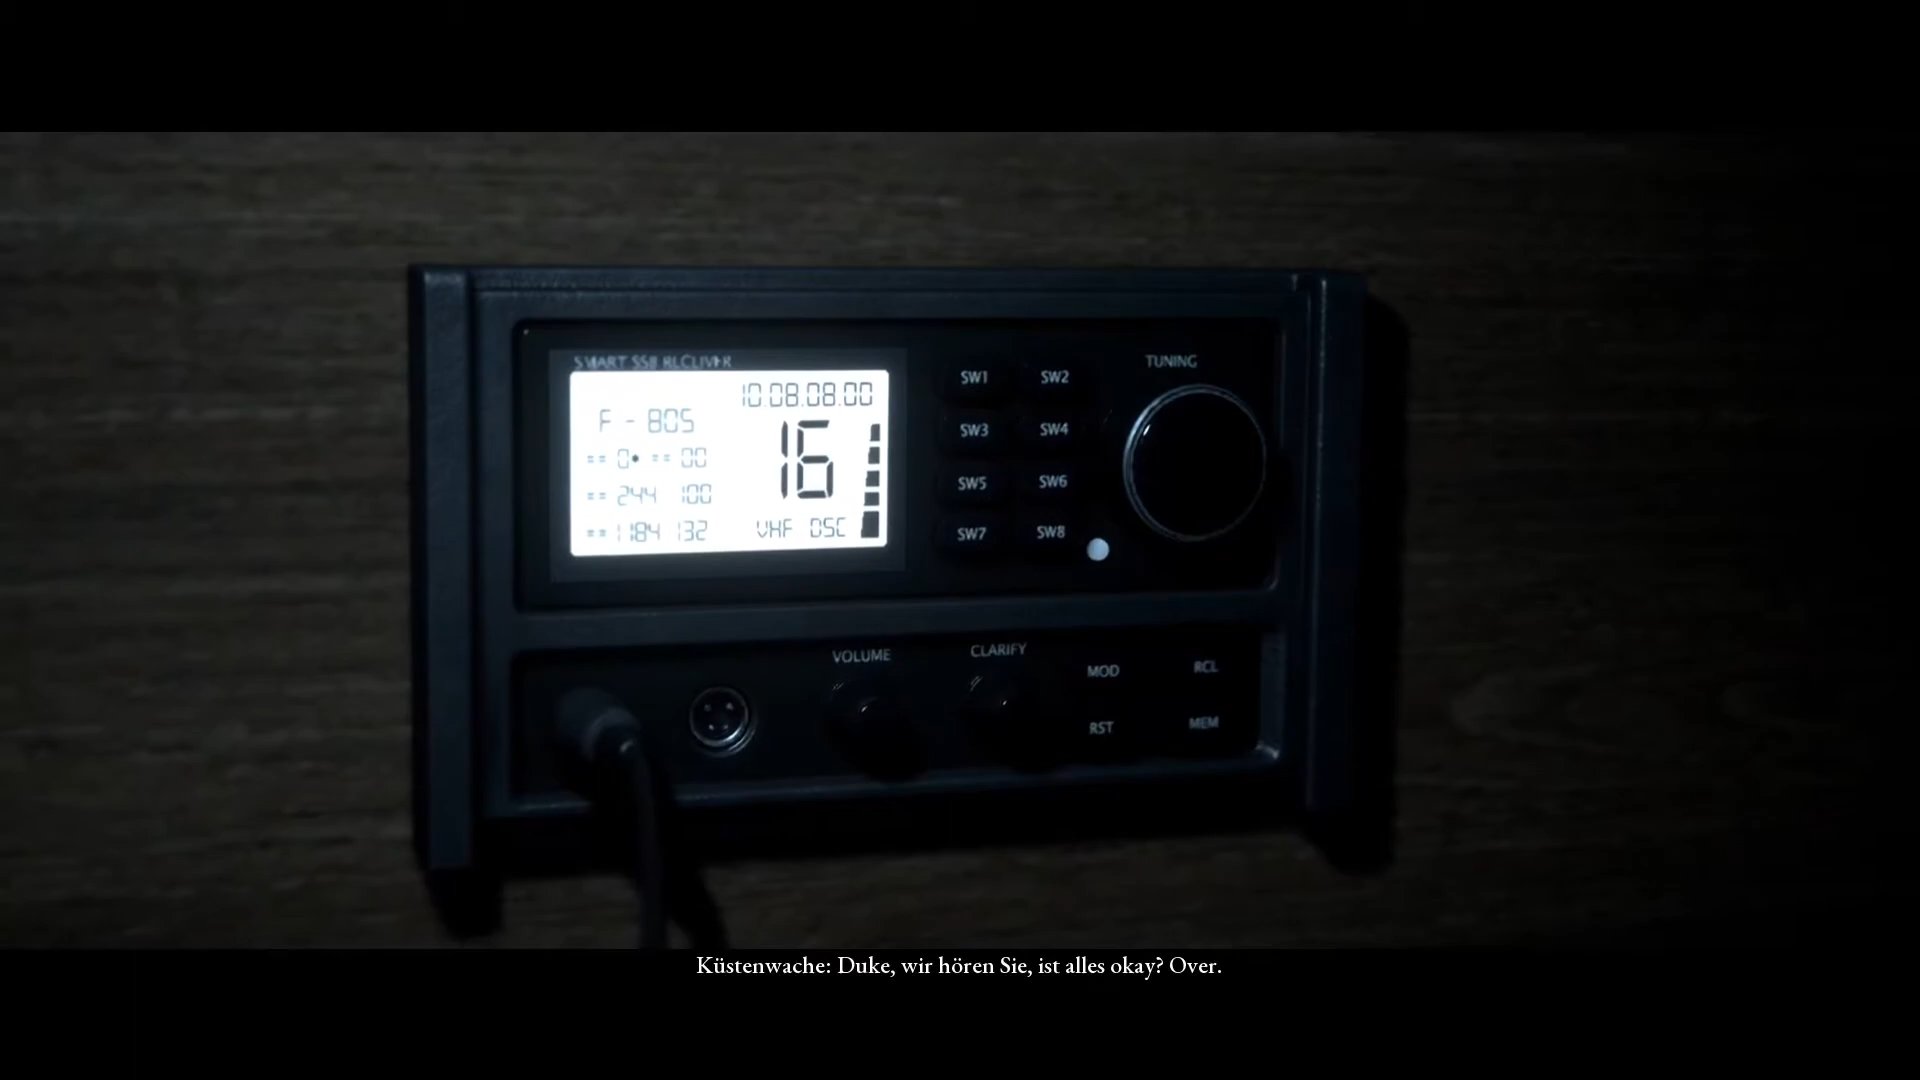 SMART SSB RECEIVER
10.08.08.00
F - 805
16
== 0• == 00
== 244 100
== 1184 132
VHF DSC
SW1 SW2
SW3 SW4
SW5 SW6
SW7 SW8
TUNING
VOLUME
CLARIFY
MOD
RCL
RST
MEM
Küstenwache: Duke, wir hören Sie, ist alles okay? Over.